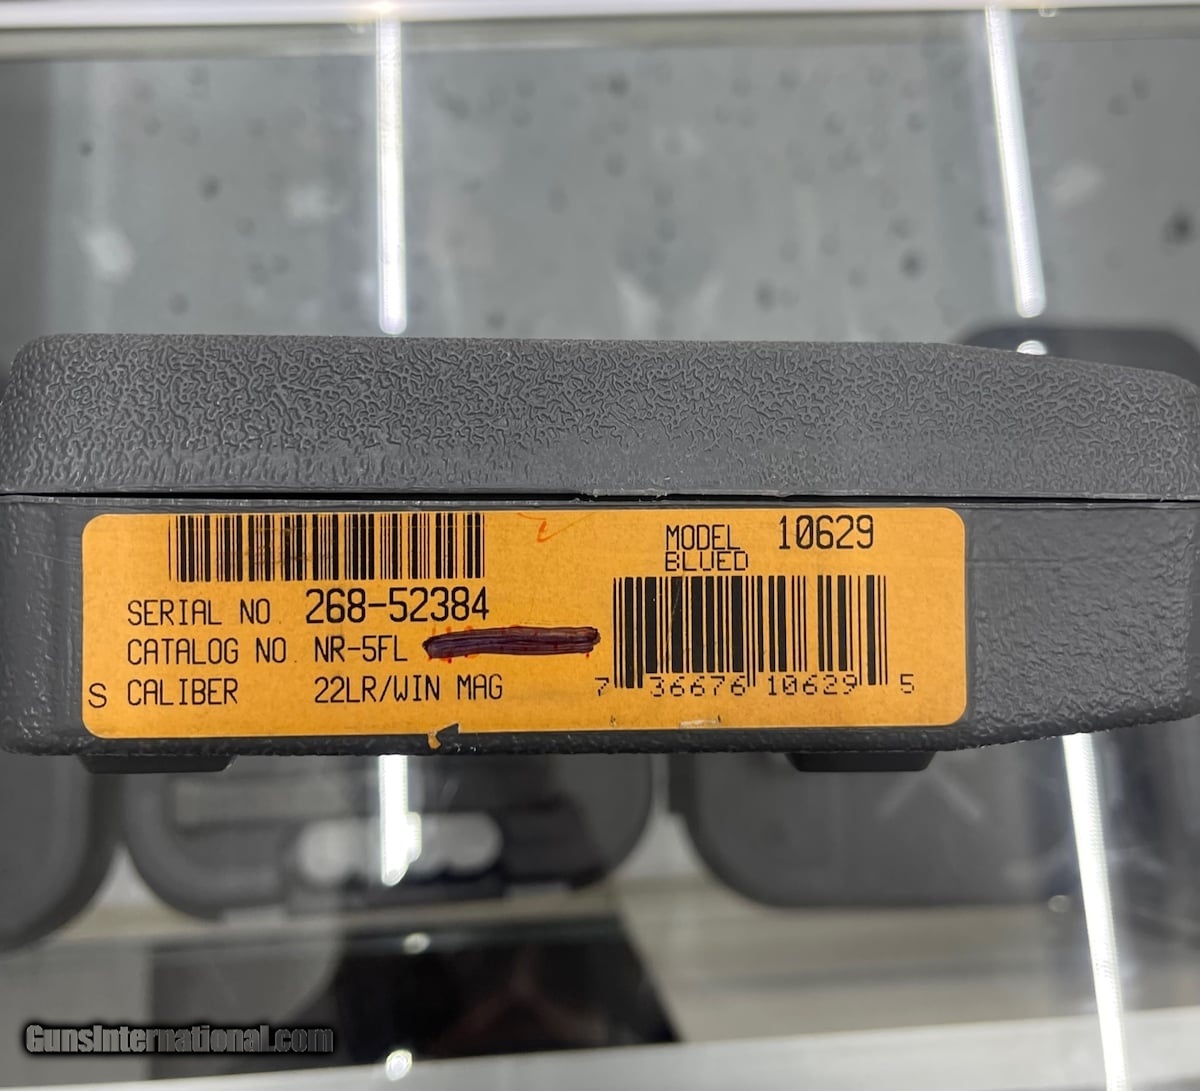 MODEL 10629
BLUED
SERIAL NO 268-52384
CATALOG NO. NR-5FL
S CALIBER 22LR/WIN MAG
7 36676 10629 5
GunsInternational.com